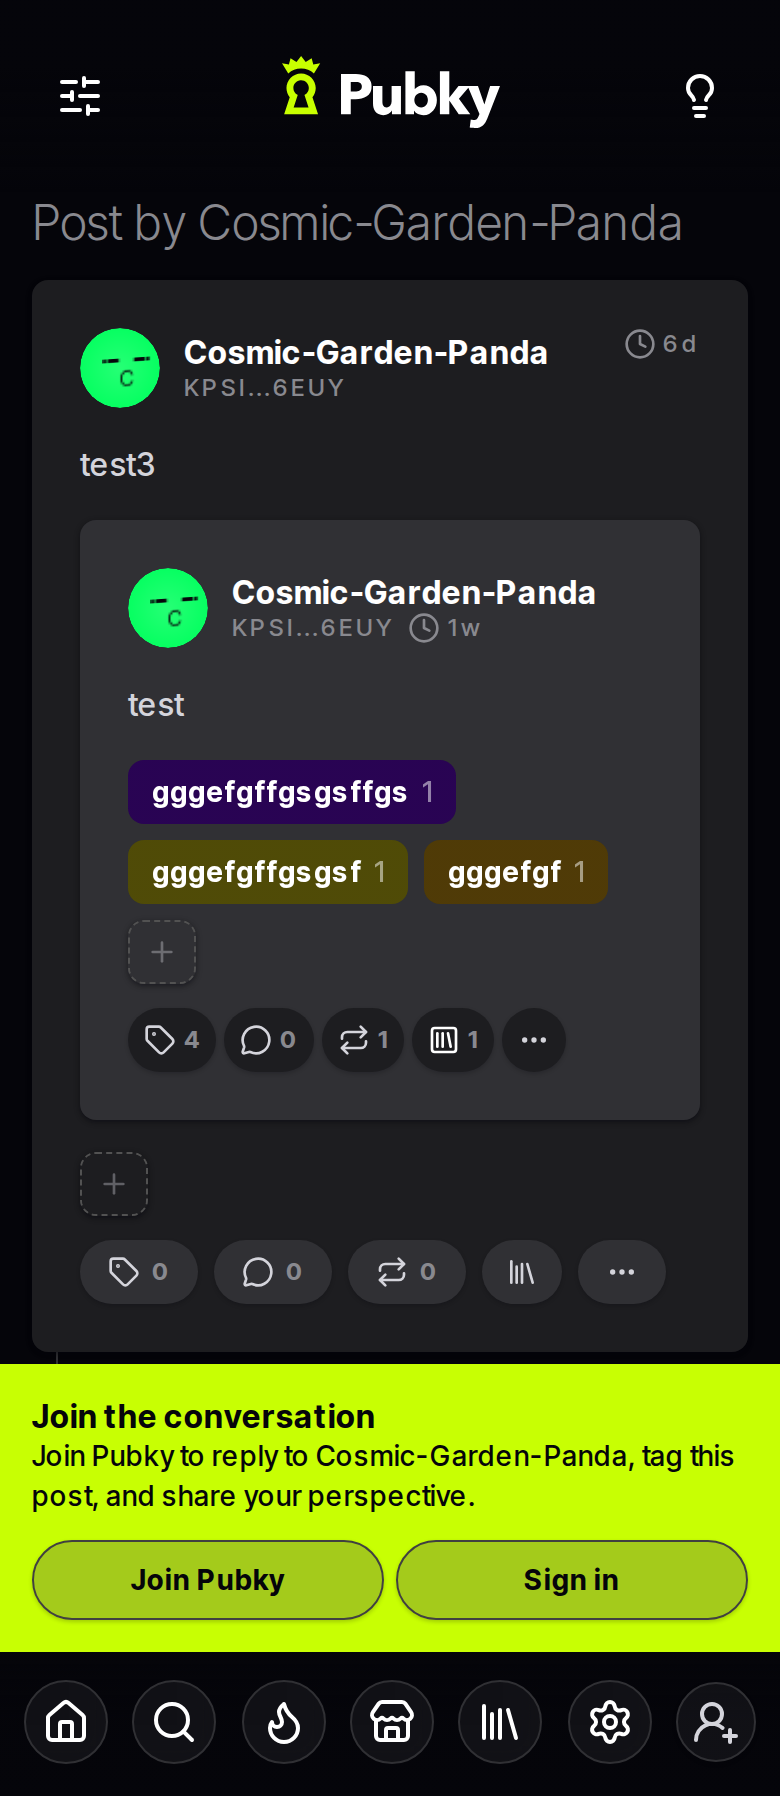 Pubky
Post by Cosmic-Garden-Panda
Cosmic-Garden-Panda
6d
KPSI...6EUY
test3
Cosmic-Garden-Panda
KPSI...6EUY 1w
test
gggefgffgsgsffgs 1
gggefgffgsgsf 1 gggefgf 1
4 0 1 1
0 0 0
Join the conversation
Join Pubky to reply to Cosmic-Garden-Panda, tag this
post, and share your perspective.
Join Pubky Sign in